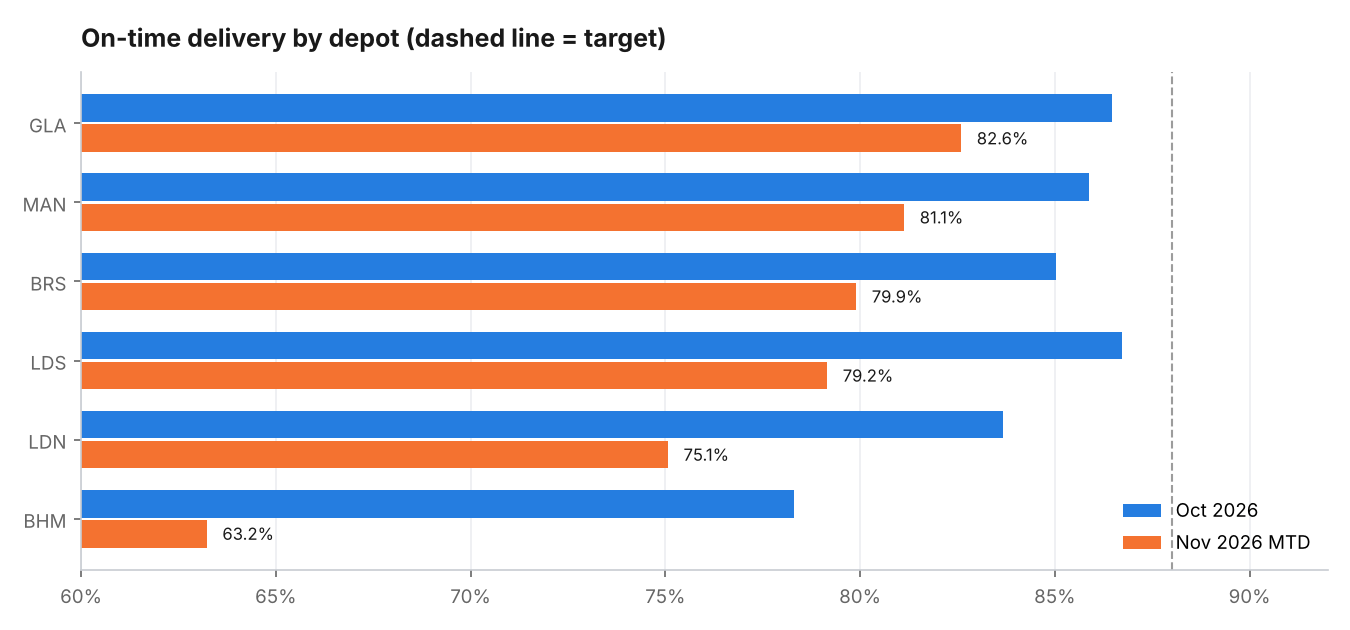 On-time delivery by depot (dashed line = target)
GLA
82.6%
MAN
81.1%
BRS
79.9%
LDS
79.2%
LDN
75.1%
BHM
63.2%
Oct 2026
Nov 2026 MTD
60% 65% 70% 75% 80% 85% 90%